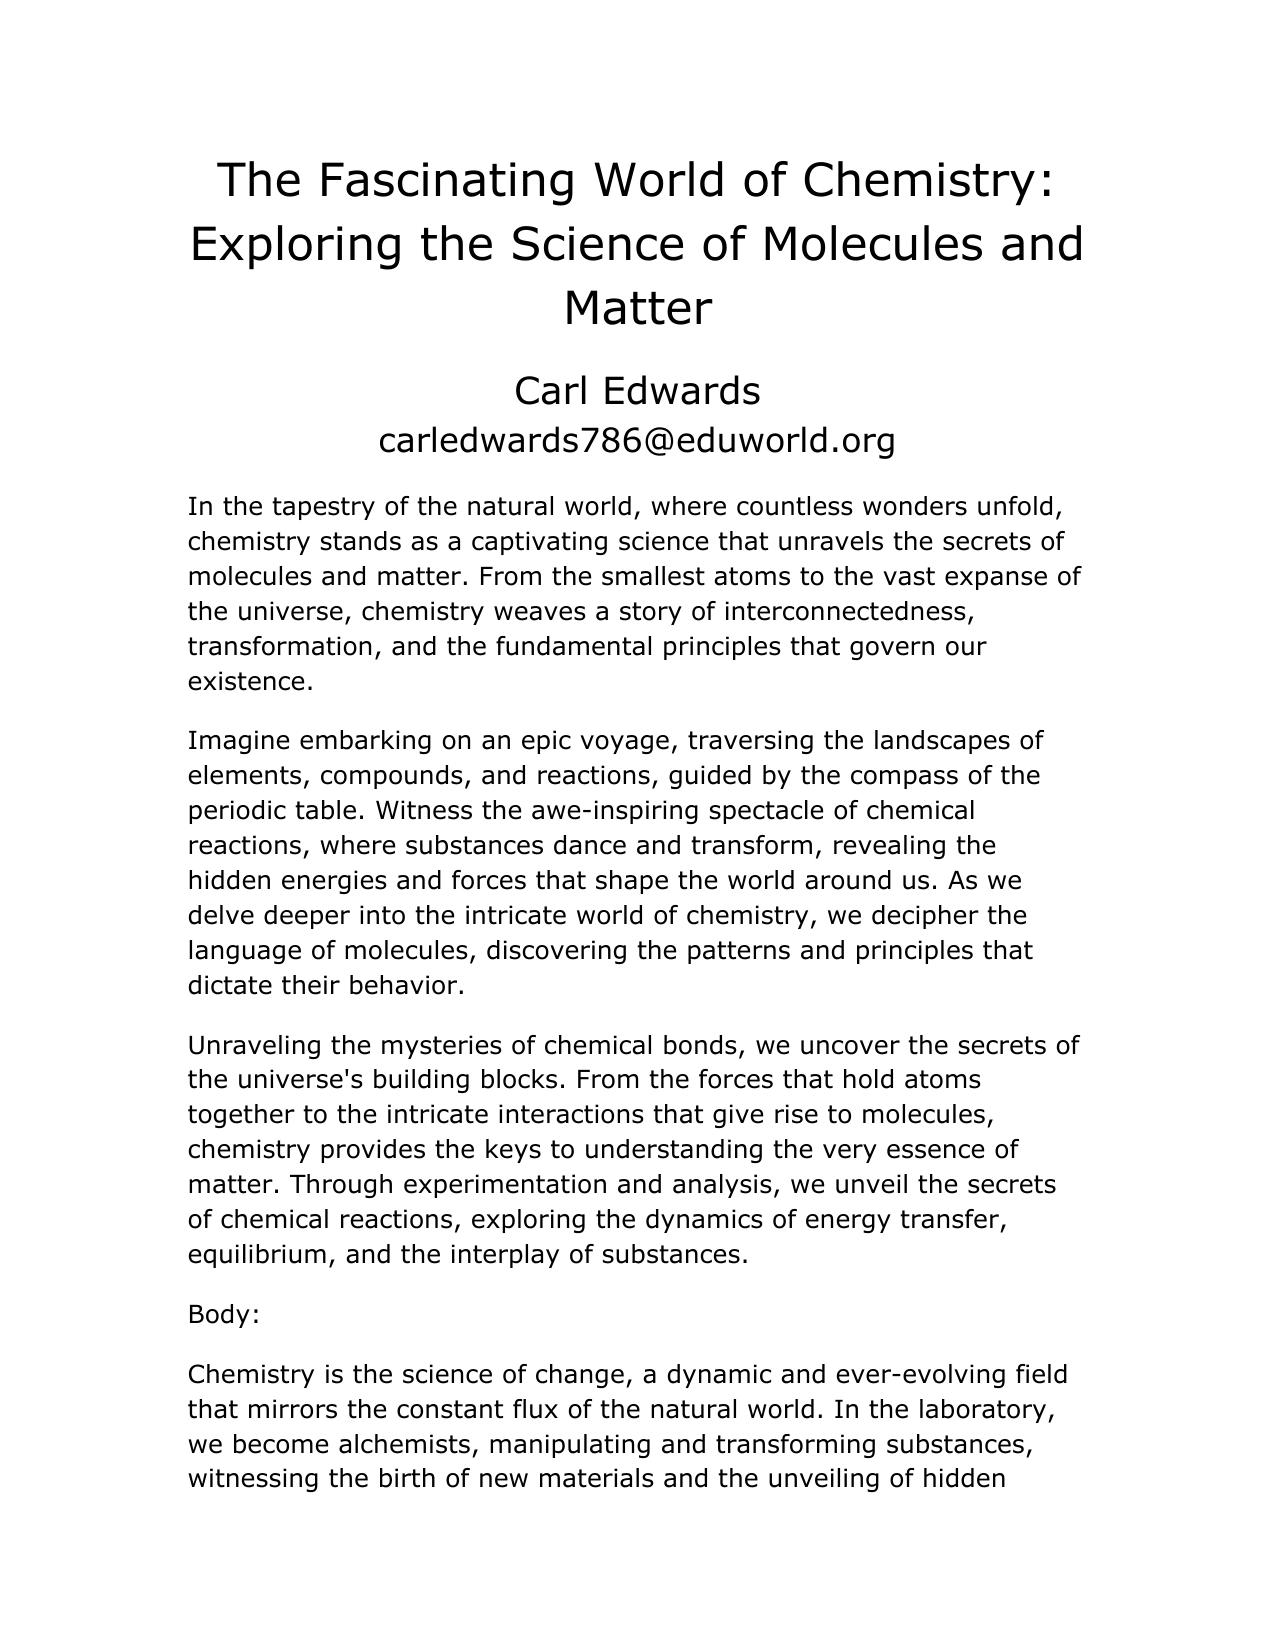 The Fascinating World of Chemistry:
Exploring the Science of Molecules and
Matter
Carl Edwards
carledwards786@eduworld.org
In the tapestry of the natural world, where countless wonders unfold,
chemistry stands as a captivating science that unravels the secrets of
molecules and matter. From the smallest atoms to the vast expanse of
the universe, chemistry weaves a story of interconnectedness,
transformation, and the fundamental principles that govern our
existence.
Imagine embarking on an epic voyage, traversing the landscapes of
elements, compounds, and reactions, guided by the compass of the
periodic table. Witness the awe-inspiring spectacle of chemical
reactions, where substances dance and transform, revealing the
hidden energies and forces that shape the world around us. As we
delve deeper into the intricate world of chemistry, we decipher the
language of molecules, discovering the patterns and principles that
dictate their behavior.
Unraveling the mysteries of chemical bonds, we uncover the secrets of
the universe's building blocks. From the forces that hold atoms
together to the intricate interactions that give rise to molecules,
chemistry provides the keys to understanding the very essence of
matter. Through experimentation and analysis, we unveil the secrets
of chemical reactions, exploring the dynamics of energy transfer,
equilibrium, and the interplay of substances.
Body:
Chemistry is the science of change, a dynamic and ever-evolving field
that mirrors the constant flux of the natural world. In the laboratory,
we become alchemists, manipulating and transforming substances,
witnessing the birth of new materials and the unveiling of hidden